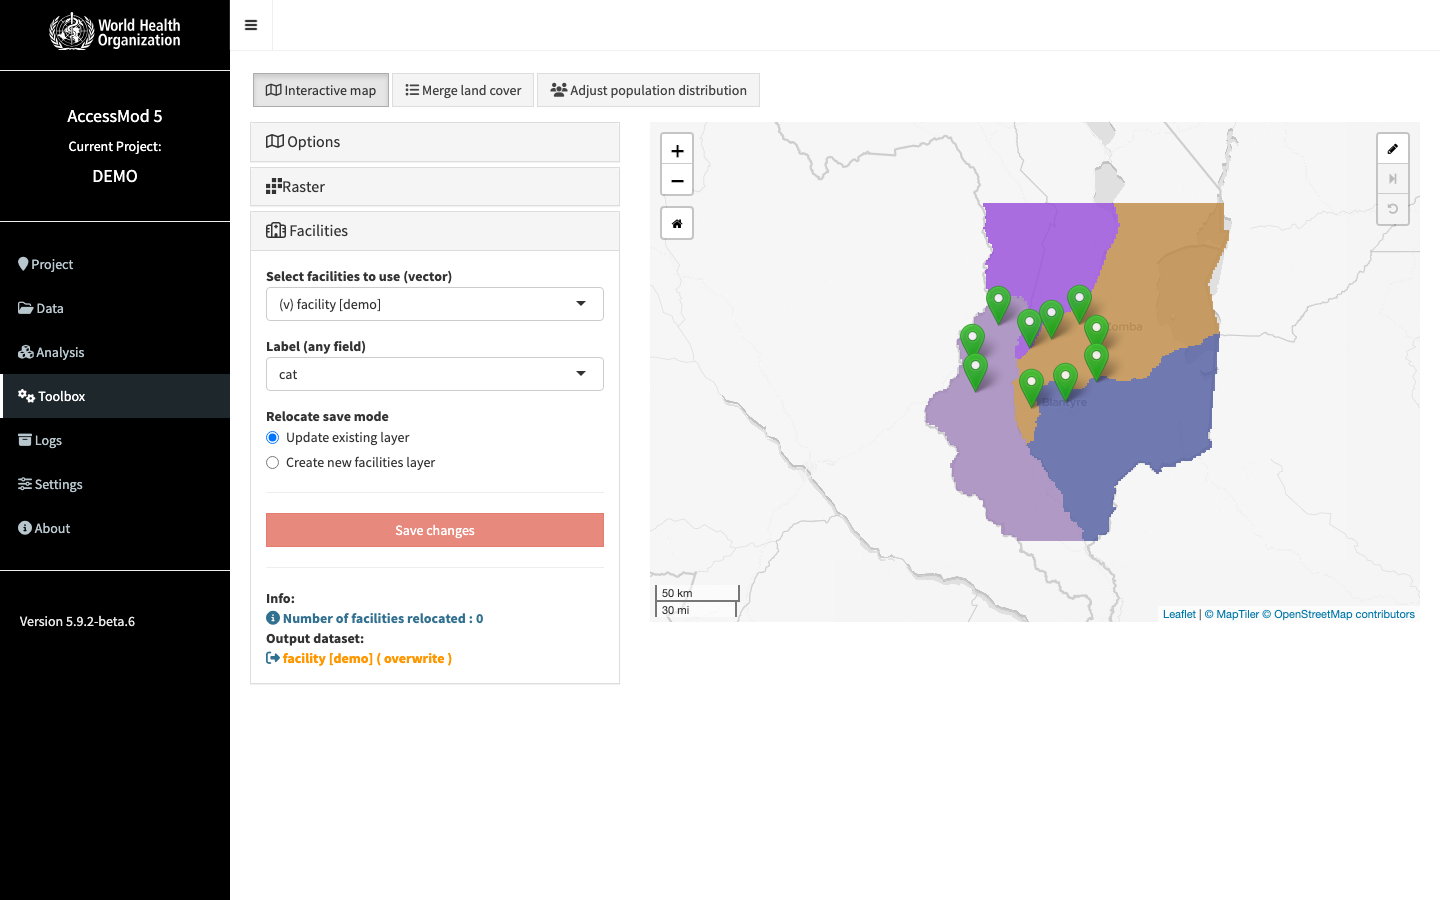 World Health
Organization
AccessMod 5
Current Project:
DEMO
Project
Data
Analysis
Toolbox
Logs
Settings
About
Version 5.9.2-beta.6
Interactive map
Merge land cover
Adjust population distribution
Options
Raster
Facilities
Select facilities to use (vector)
(v) facility [demo]
Label (any field)
cat
Relocate save mode
Update existing layer
Create new facilities layer
Save changes
Info:
Number of facilities relocated : 0
Output dataset:
facility [demo] ( overwrite )
+
−
Zomba
Blantyre
50 km
30 mi
Leaflet | © MapTiler © OpenStreetMap contributors